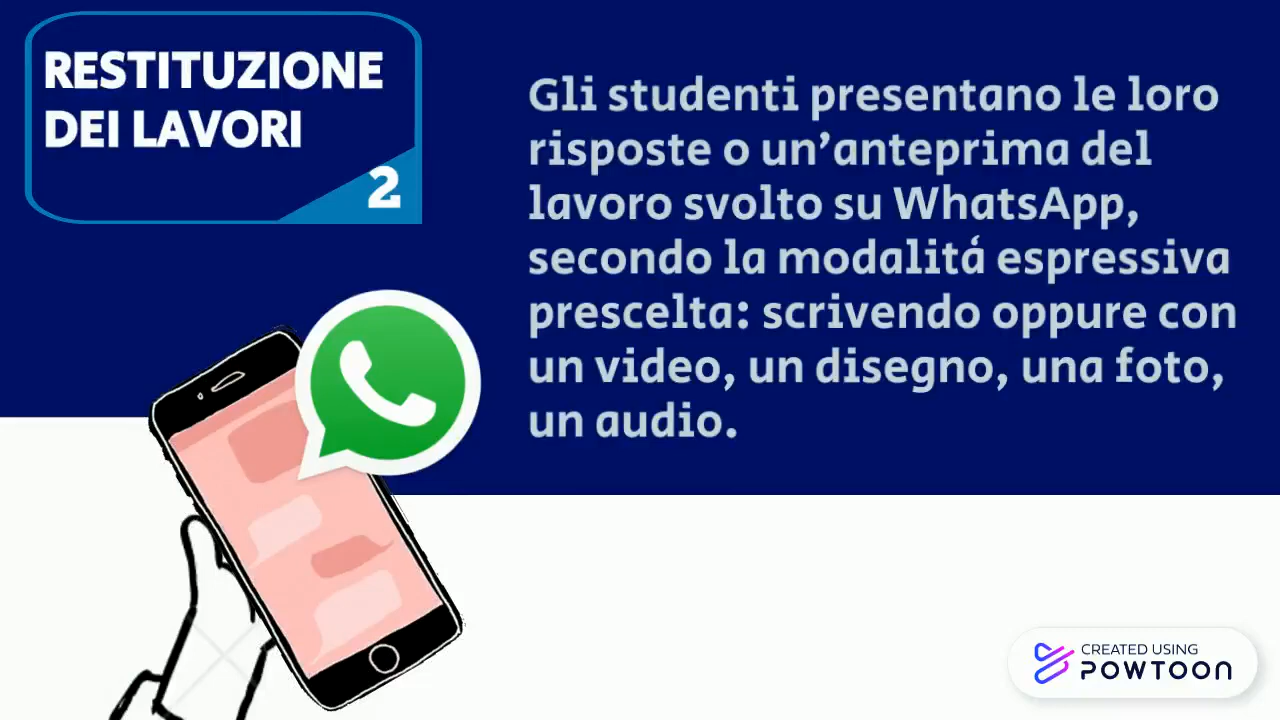 RESTITUZIONE
DEI LAVORI
2
Gli studenti presentano le loro
risposte o un’anteprima del
lavoro svolto su WhatsApp,
secondo la modalitá espressiva
prescelta: scrivendo oppure con
un video, un disegno, una foto,
un audio.
CREATED USING
POWTOON